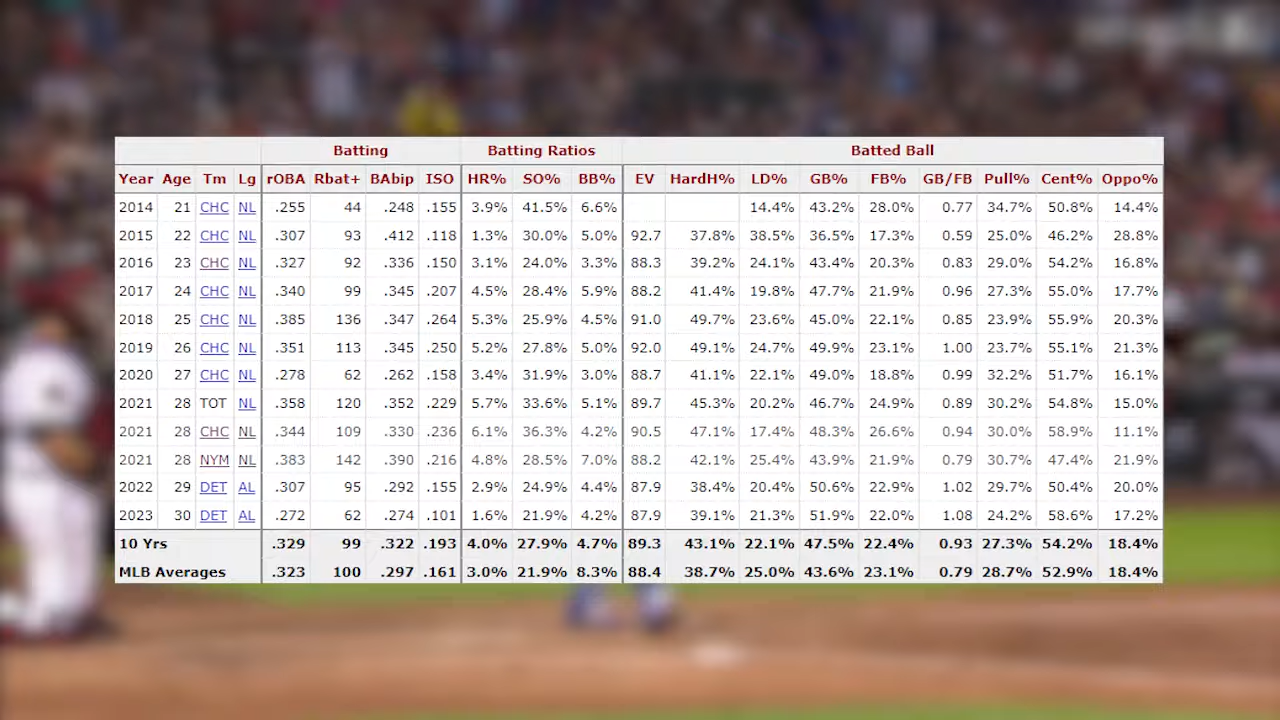 Batting Batting Ratios Batted Ball
Year Age Tm Lg rOBA Rbat+ BAbip ISO HR% SO% BB% EV HardH% LD% GB% FB% GB/FB Pull% Cent% Oppo%
2014 21 CHC NL .255 44 .248 .155 3.9% 41.5% 6.6% 14.4% 43.2% 28.0% 0.77 34.7% 50.8% 14.4%
2015 22 CHC NL .307 93 .412 .118 1.3% 30.0% 5.0% 92.7 37.8% 38.5% 36.5% 17.3% 0.59 25.0% 46.2% 28.8%
2016 23 CHC NL .327 92 .336 .150 3.1% 24.0% 3.3% 88.3 39.2% 24.1% 43.4% 20.3% 0.83 29.0% 54.2% 16.8%
2017 24 CHC NL .340 99 .345 .207 4.5% 28.4% 5.9% 88.2 41.4% 19.8% 47.7% 21.9% 0.96 27.3% 55.0% 17.7%
2018 25 CHC NL .385 136 .347 .264 5.3% 25.9% 4.5% 91.0 49.7% 23.6% 45.0% 22.1% 0.85 23.9% 55.9% 20.3%
2019 26 CHC NL .351 113 .345 .250 5.2% 27.8% 5.0% 92.0 49.1% 24.7% 49.9% 23.1% 1.00 23.7% 55.1% 21.3%
2020 27 CHC NL .278 62 .262 .158 3.4% 31.9% 3.0% 88.7 41.1% 22.1% 49.0% 18.8% 0.99 32.2% 51.7% 16.1%
2021 28 TOT NL .358 120 .352 .229 5.7% 33.6% 5.1% 89.7 45.3% 20.2% 46.7% 24.9% 0.89 30.2% 54.8% 15.0%
2021 28 CHC NL .344 109 .330 .236 6.1% 36.3% 4.2% 90.5 47.1% 17.4% 48.3% 26.6% 0.94 30.0% 58.9% 11.1%
2021 28 NYM NL .383 142 .390 .216 4.8% 28.5% 7.0% 88.2 42.1% 25.4% 43.9% 21.9% 0.79 30.7% 47.4% 21.9%
2022 29 DET AL .307 95 .292 .155 2.9% 24.9% 4.4% 87.9 38.4% 20.4% 50.6% 22.9% 1.02 29.7% 50.4% 20.0%
2023 30 DET AL .272 62 .274 .101 1.6% 21.9% 4.2% 87.9 39.1% 21.3% 51.9% 22.0% 1.08 24.2% 58.6% 17.2%
10 Yrs .329 99 .322 .193 4.0% 27.9% 4.7% 89.3 43.1% 22.1% 47.5% 22.4% 0.93 27.3% 54.2% 18.4%
MLB Averages .323 100 .297 .161 3.0% 21.9% 8.3% 88.4 38.7% 25.0% 43.6% 23.1% 0.79 28.7% 52.9% 18.4%